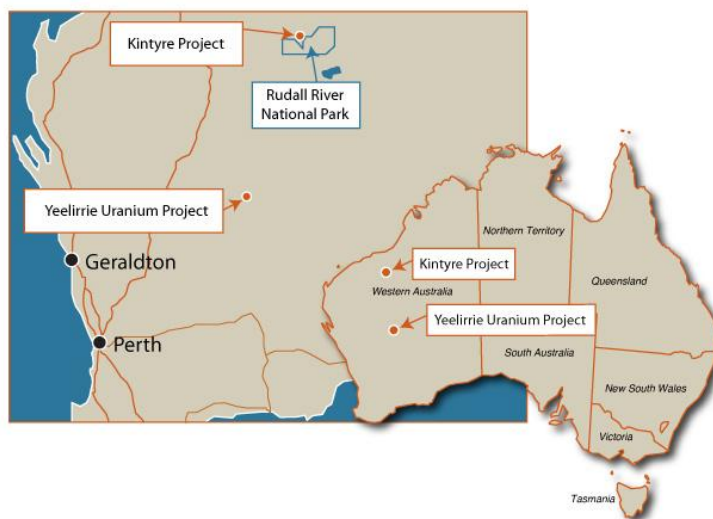 Kintyre Project
Rudall River
National Park
Yeelirrie Uranium Project
Geraldton
Perth
Northern Territory
Kintyre Project
Western Australia
Queensland
Yeelirrie Uranium Project
South Australia
New South Wales
Victoria
Tasmania